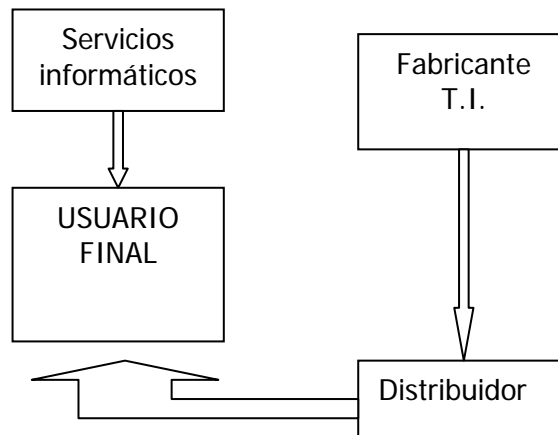 Servicios
informáticos
Fabricante
T.I.
USUARIO
FINAL
Distribuidor